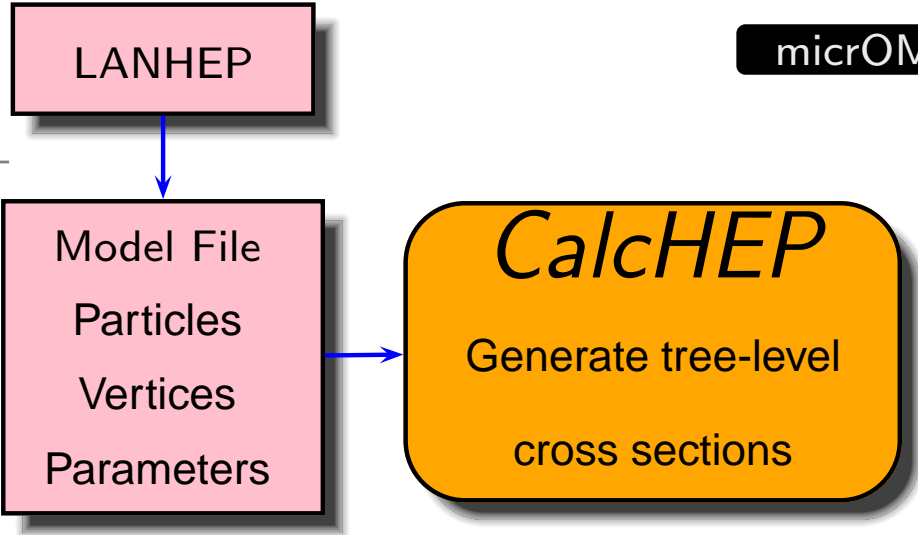 LANHEP
micrOM
Model File
Particles
Vertices
Parameters
CalcHEP
Generate tree-level
cross sections